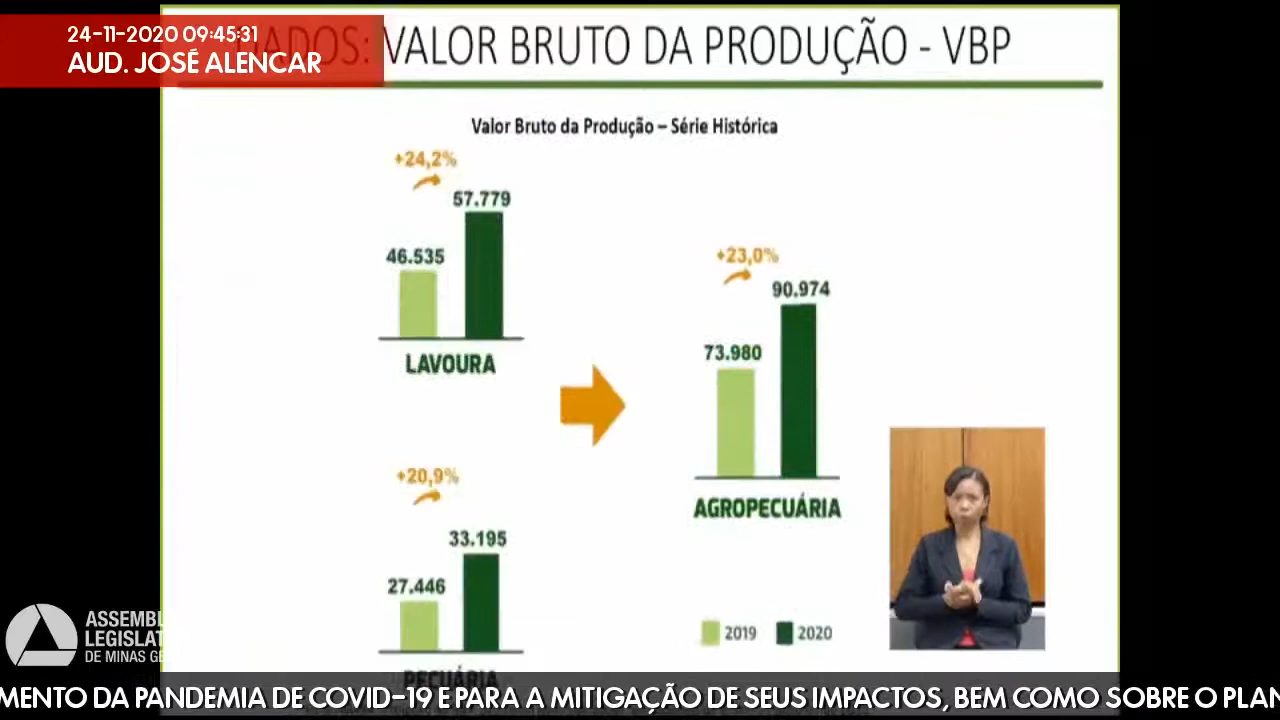 24-11-2020 09:45:31
AUD. JOSÉ ALENCAR
DADOS: VALOR BRUTO DA PRODUÇÃO - VBP
Valor Bruto da Produção – Série Histórica
+24,2%
57.779
46.535
LAVOURA
+23,0%
90.974
73.980
AGROPECUÁRIA
+20,9%
33.195
27.446
PECUÁRIA
2019
2020
ASSEMBL
LEGISLAT
DE MINAS GE
MENTO DA PANDEMIA DE COVID-19 E PARA A MITIGAÇÃO DE SEUS IMPACTOS, BEM COMO SOBRE O PLAN